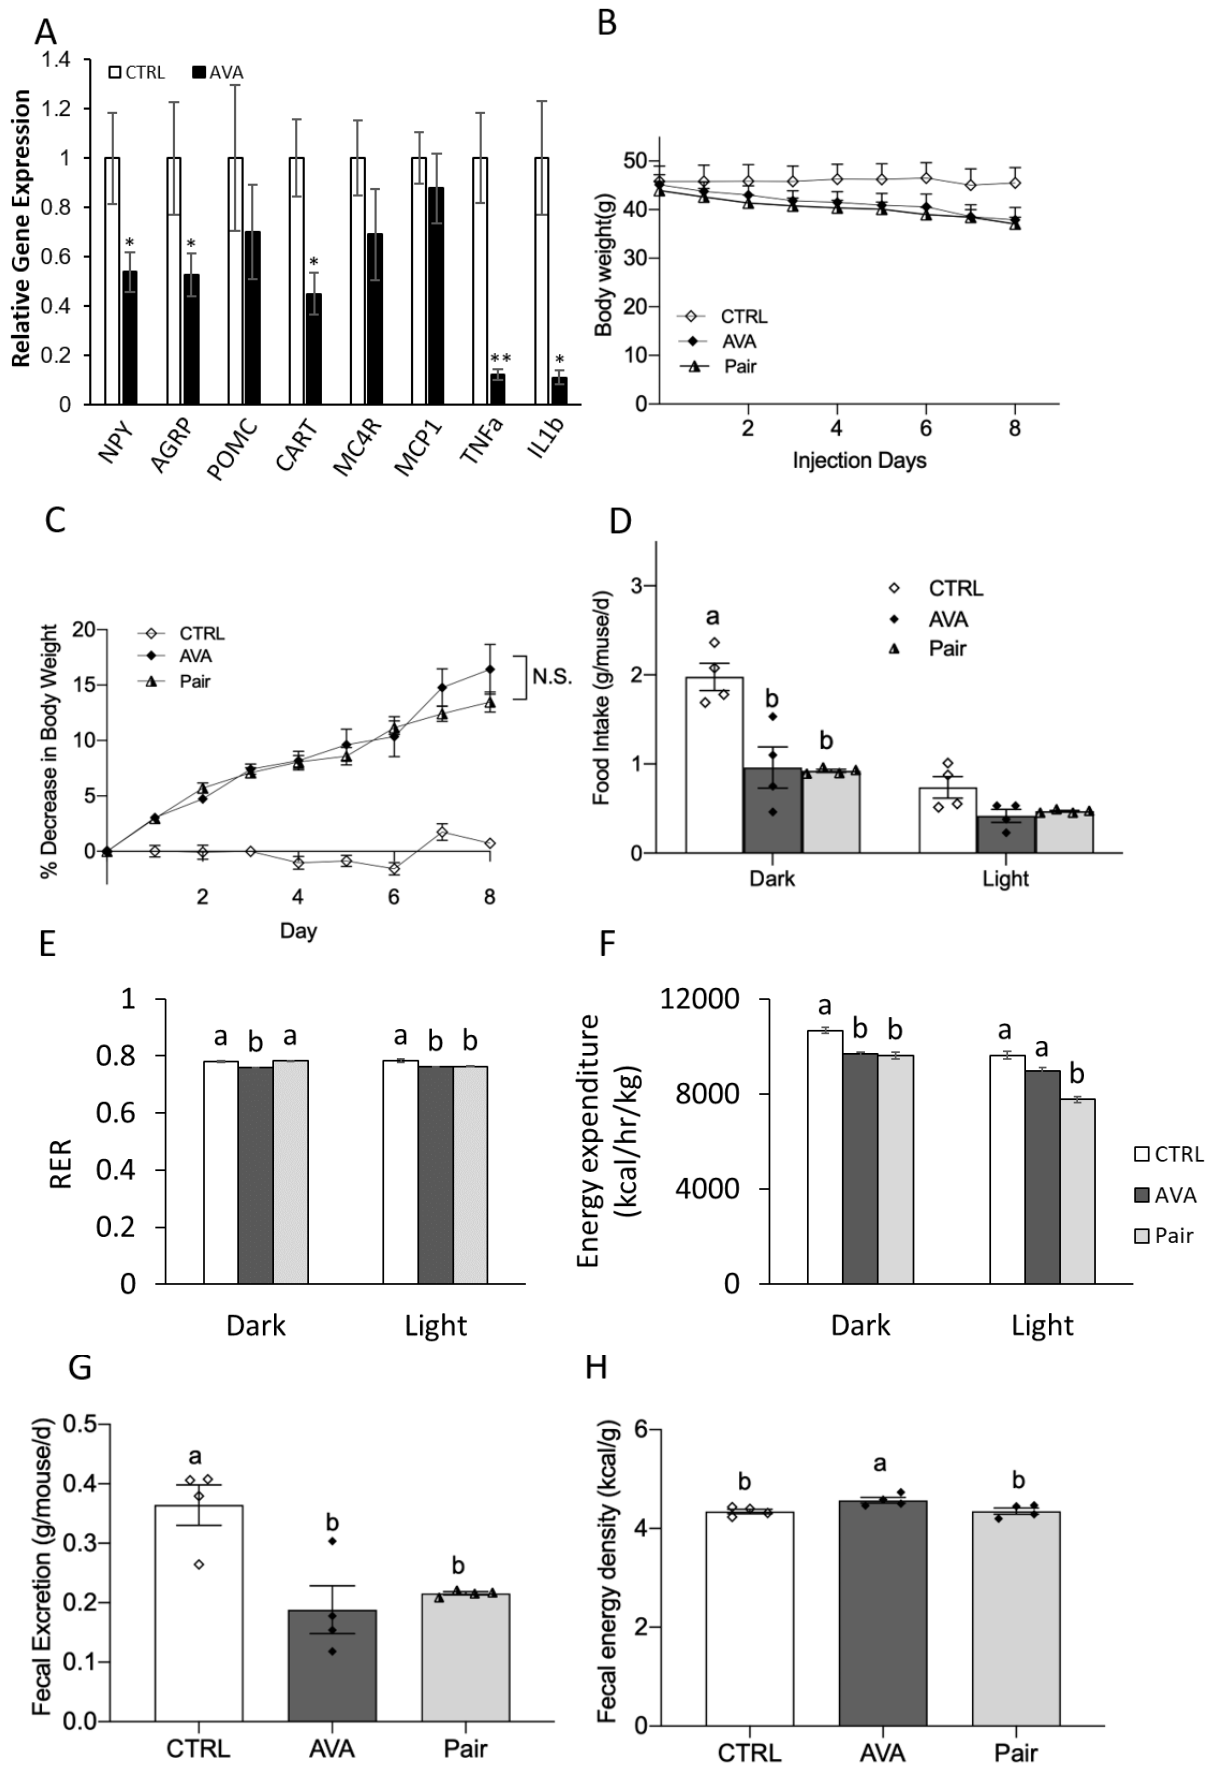 A
1.4
1.2
1
0.8
0.6
0.4
0.2
0
Relative Gene Expression
CTRL AVA
* * * ** *
NPY AGRP POMC CART MC4R MCP1 TNFa IL1b
B
50
40
30
20
10
0
Body weight(g)
CTRL
AVA
Pair
2 4 6 8
Injection Days
C
20
15
10
5
0
% Decrease in Body Weight
CTRL
AVA
Pair
N.S.
2 4 6 8
Day
D
3
2
1
0
Food Intake (g/muse/d)
CTRL
AVA
Pair
a b b
Dark Light
E
1
0.8
0.6
0.4
0.2
0
RER
a b a a b b
Dark Light
F
12000
8000
4000
0
Energy expenditure
(kcal/hr/kg)
a b b a a b
Dark Light
CTRL
AVA
Pair
G
0.5
0.4
0.3
0.2
0.1
0.0
Fecal Excretion (g/mouse/d)
a b b
CTRL AVA Pair
H
6
4
2
0
Fecal energy density (kcal/g)
b a b
CTRL AVA Pair